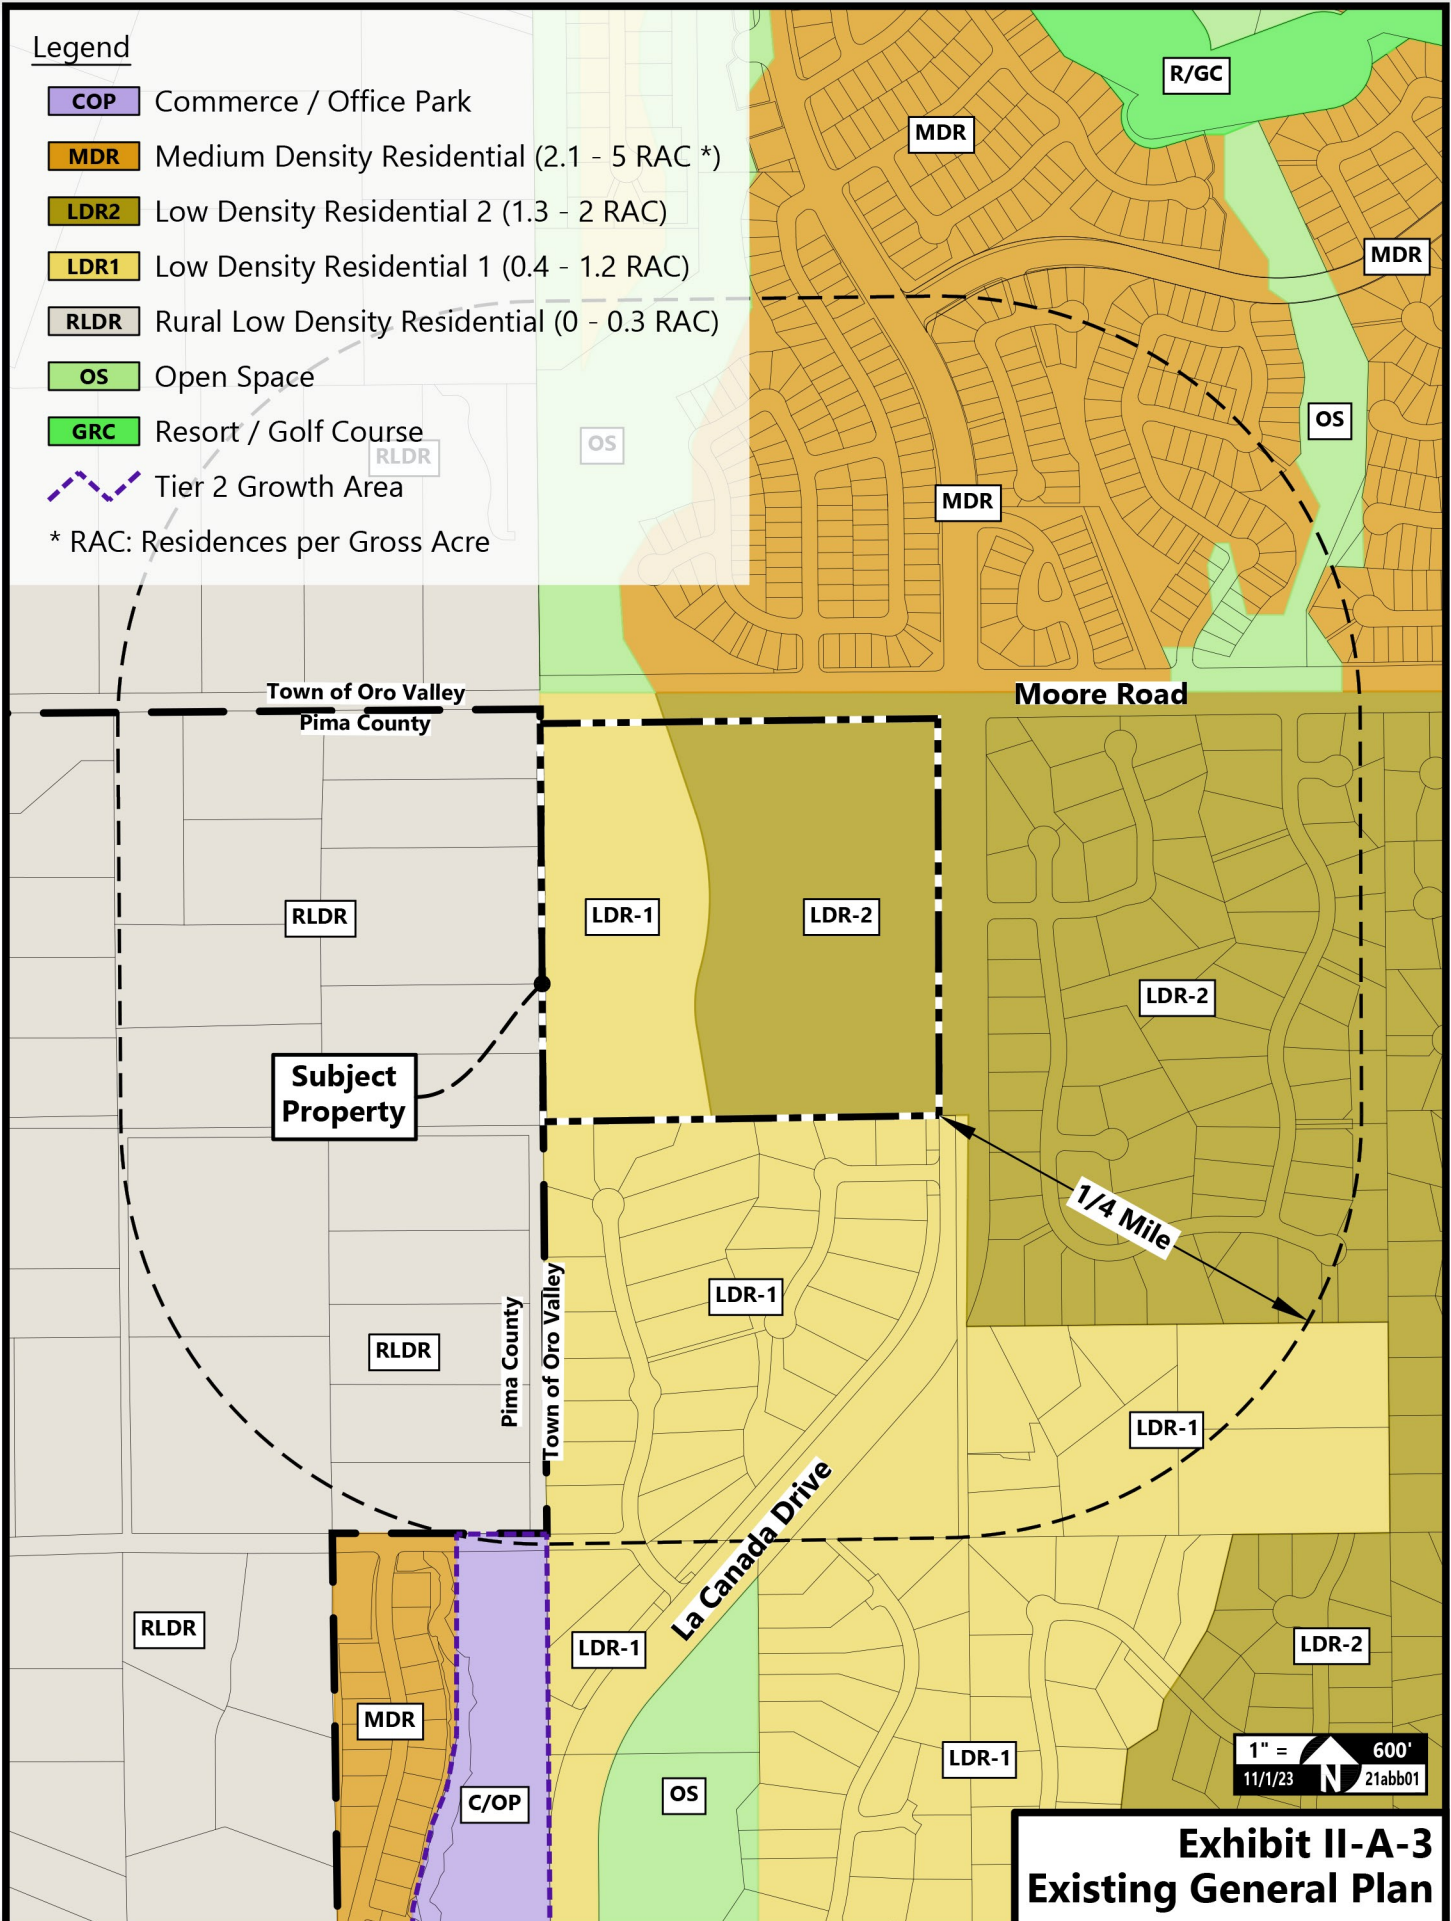 Legend
COP Commerce / Office Park
MDR Medium Density Residential (2.1 - 5 RAC *)
LDR2 Low Density Residential 2 (1.3 - 2 RAC)
LDR1 Low Density Residential 1 (0.4 - 1.2 RAC)
RLDR Rural Low Density Residential (0 - 0.3 RAC)
OS Open Space
GRC Resort / Golf Course
Tier 2 Growth Area
* RAC: Residences per Gross Acre
R/GC
MDR
MDR
OS
RLDR
OS
MDR
Town of Oro Valley
Pima County
Moore Road
RLDR
LDR-1
LDR-2
LDR-2
Subject
Property
1/4 Mile
LDR-1
RLDR
Pima County
Town of Oro Valley
LDR-1
La Canada Drive
RLDR
LDR-1
LDR-2
MDR
LDR-1
C/OP
OS
1" = 600'
11/1/23 N 21abb01
Exhibit II-A-3
Existing General Plan